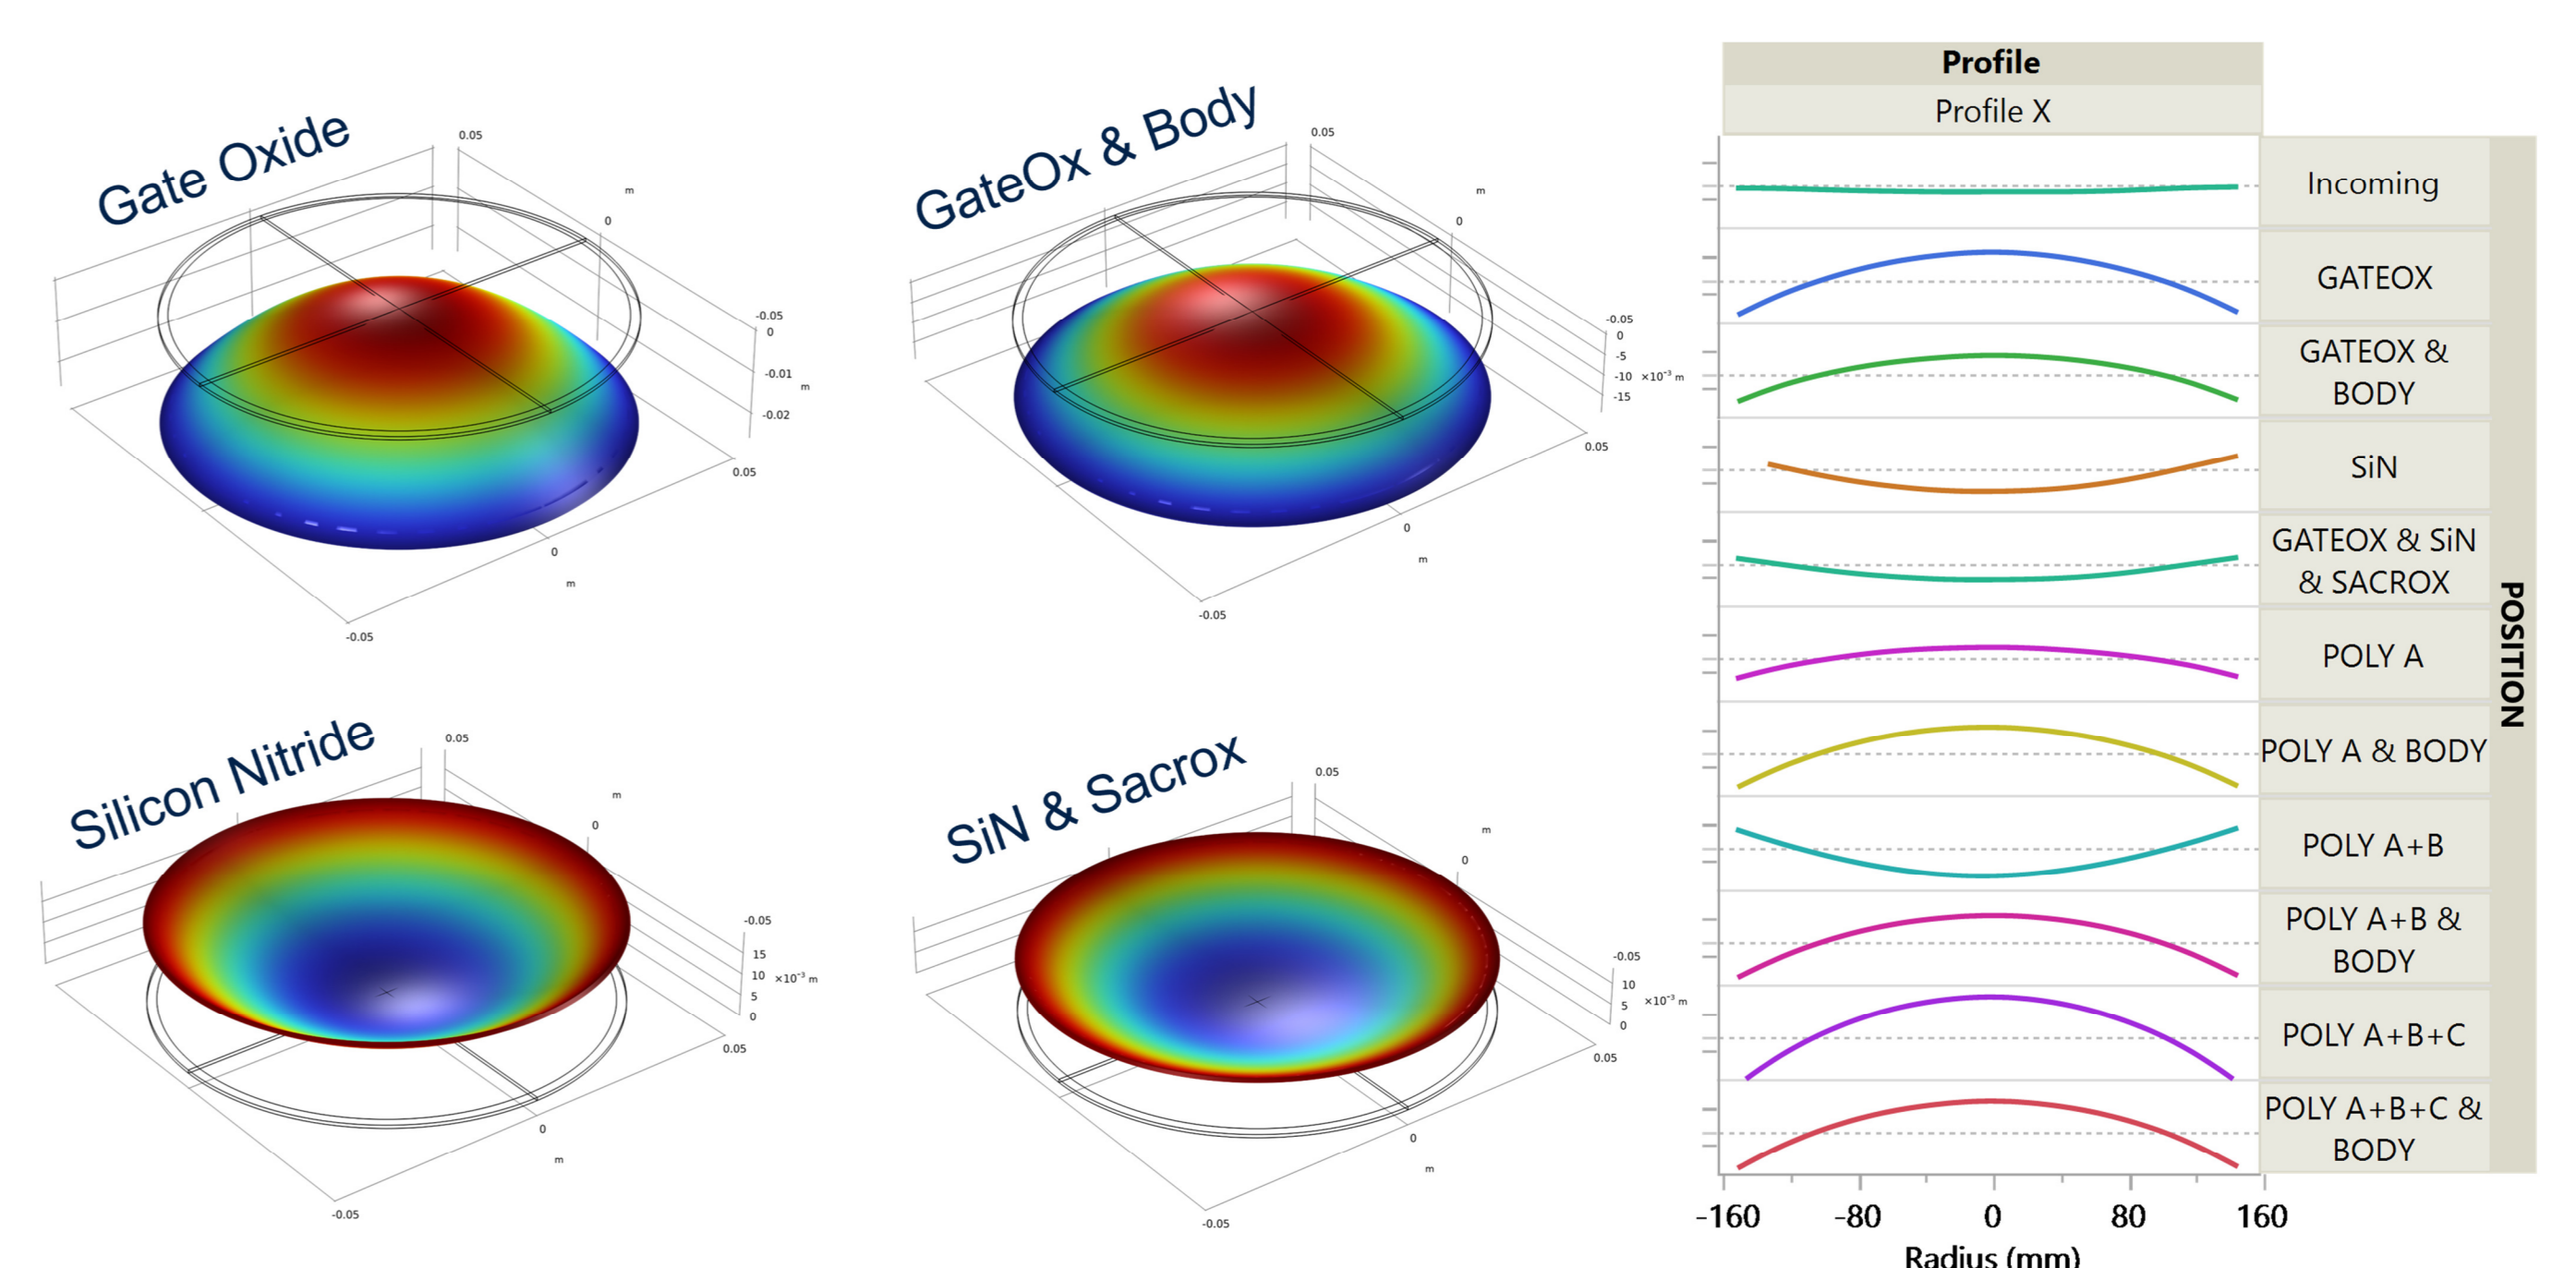 Gate Oxide
0.05
m
0
-0.05
0
-0.01
m
-0.02
0.05
0
m
-0.05
GateOx & Body
0.05
m
0
-0.05
0
-5
-10 ×10⁻³ m
-15
0.05
0
m
-0.05
Silicon Nitride
0.05
m
0
-0.05
15
10 ×10⁻³ m
5
0
0.05
0
m
-0.05
SiN & Sacrox
0.05
m
0
-0.05
10
5 ×10⁻³ m
0
0.05
0
m
-0.05
Profile
Profile X
Incoming
GATEOX
GATEOX &
BODY
SiN
GATEOX & SiN
& SACROX
POLY A
POLY A & BODY
POLY A+B
POLY A+B &
BODY
POLY A+B+C
POLY A+B+C &
BODY
POSITION
-160 -80 0 80 160
Radius (mm)